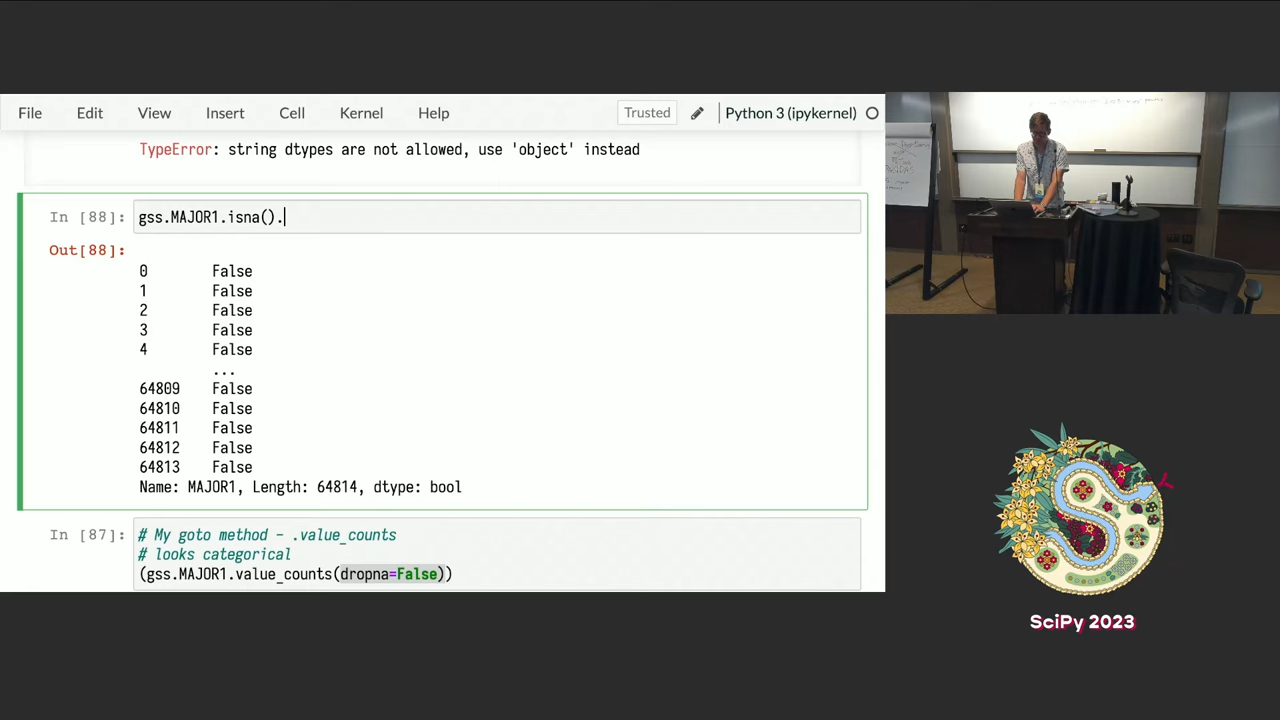 File Edit View Insert Cell Kernel Help Trusted Python 3 (ipykernel)
TypeError: string dtypes are not allowed, use 'object' instead
In [88]: gss.MAJOR1.isna().
Out[88]:
0 False
1 False
2 False
3 False
4 False
...
64809 False
64810 False
64811 False
64812 False
64813 False
Name: MAJOR1, Length: 64814, dtype: bool
In [87]: # My goto method - .value_counts
# looks categorical
(gss.MAJOR1.value_counts(dropna=False))
SciPy 2023